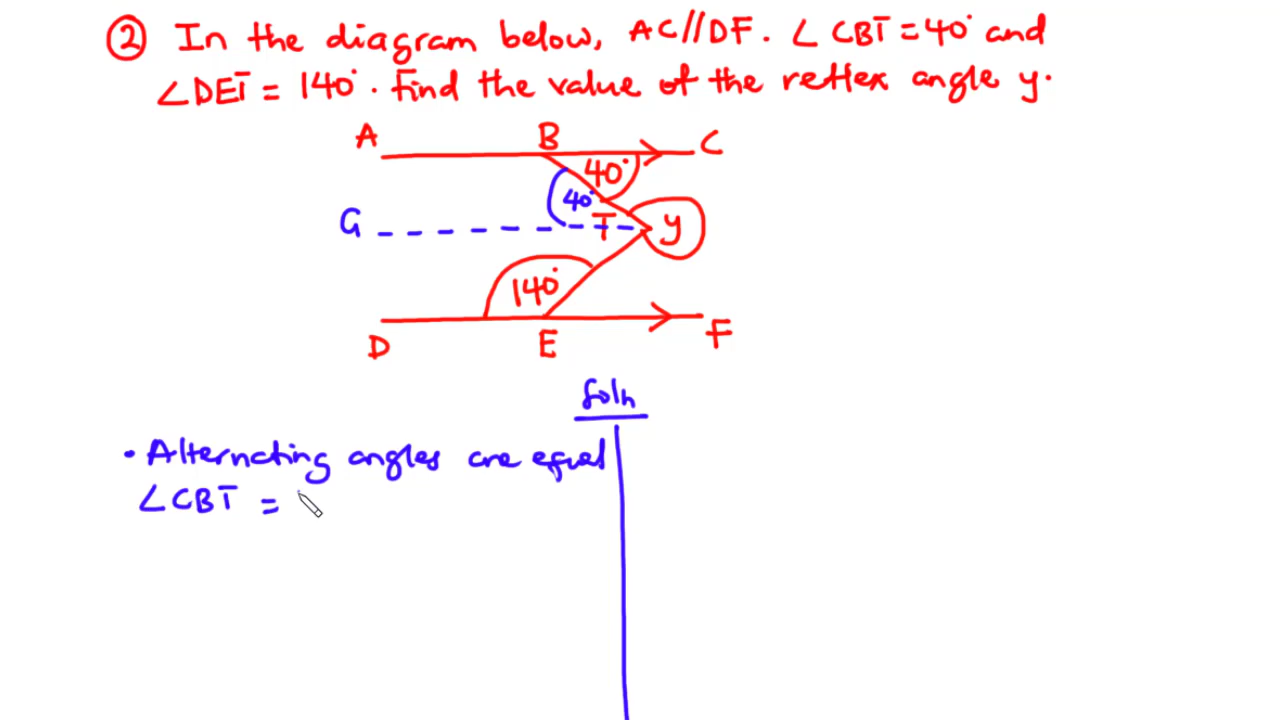 ② In the diagram below, AC//DF. ∠CBT = 40° and
∠DET = 140°. Find the value of the reflex angle y.
A B C
40°
40°
G T y
140°
D E F
Soln
• Alternating angles are equal
∠CBT =